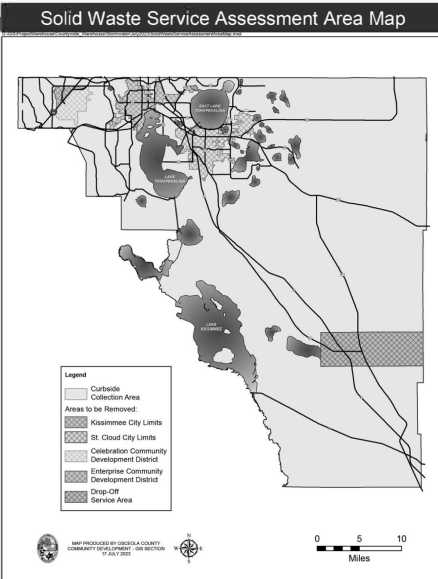 Solid Waste Service Assessment Area Map
EAST LAKE
TOHOPEKALIGA
LAKE
TOHOPEKALIGA
LAKE
KISSIMMEE
Legend
Curbside
Collection Area
Areas to be Removed:
Kissimmee City Limits
St. Cloud City Limits
Celebration Community
Development District
Enterprise Community
Development District
Drop-Off
Service Area
MAP PRODUCED BY OSCEOLA COUNTY
COMMUNITY DEVELOPMENT - GIS SECTION
17 JULY 2023
N
W
E
S
0 5 10
Miles